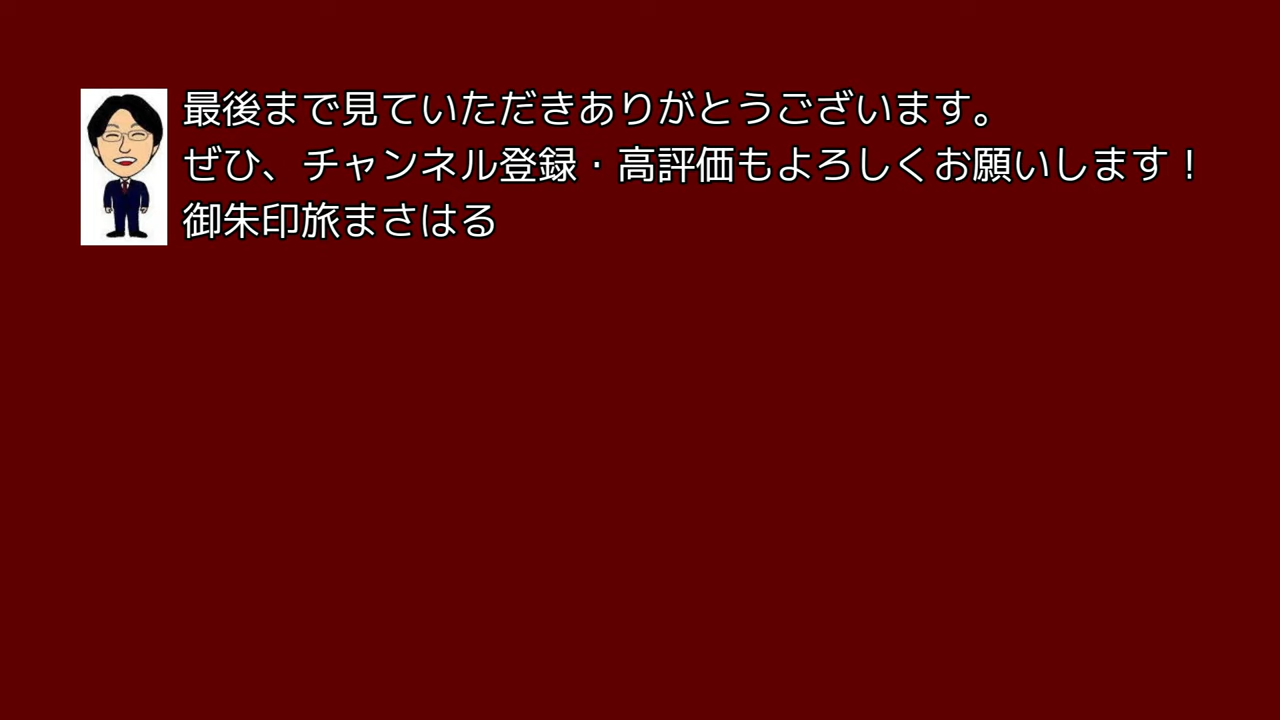 最後まで見ていただきありがとうございます。
ぜひ、チャンネル登録・高評価もよろしくお願いします！
御朱印旅まさはる